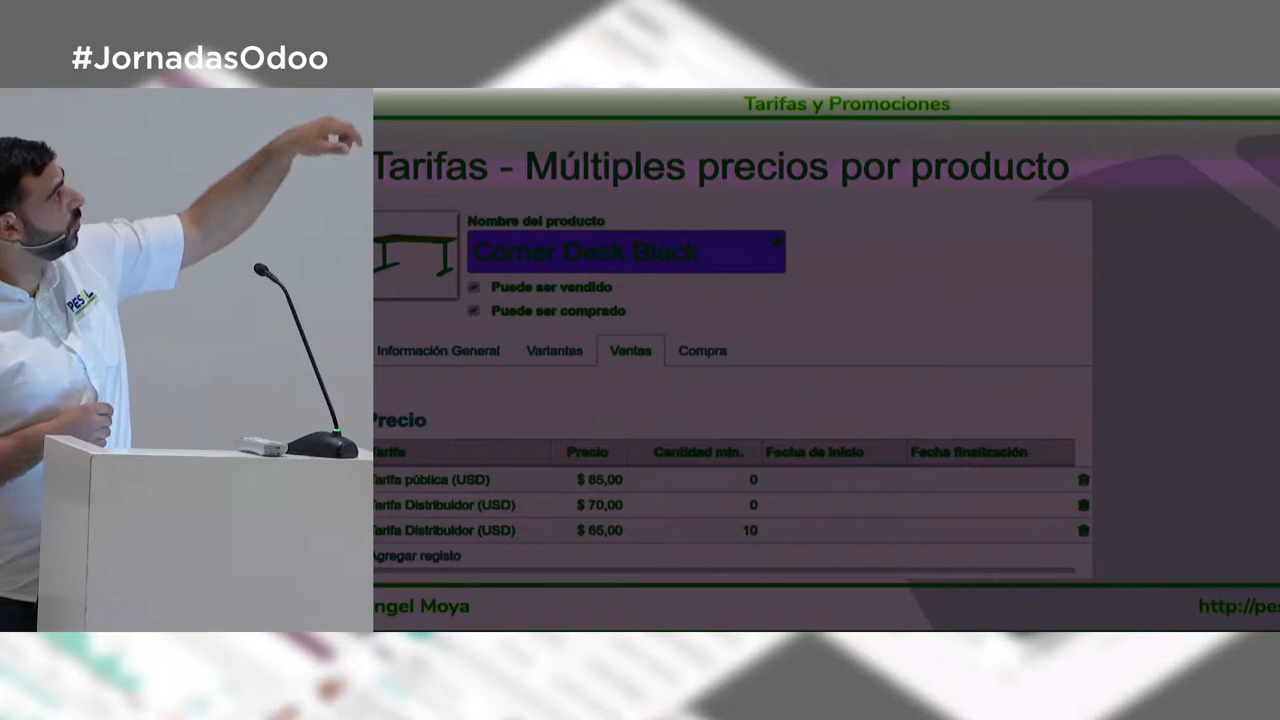 #JornadasOdoo
Tarifas y Promociones
Tarifas - Múltiples precios por producto
Nombre del producto
Corner Desk Black
Puede ser vendido
Puede ser comprado
Información General Variantes Ventas Compra
Precio
Tarifa Precio Cantidad mín. Fecha de inicio Fecha finalización
Tarifa pública (USD) $ 85,00 0
Tarifa Distribuidor (USD) $ 70,00 0
Tarifa Distribuidor (USD) $ 65,00 10
Agregar registo
ngel Moya
http://pes